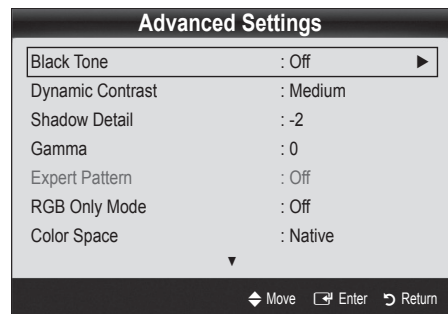 Advanced Settings
Black Tone : Off ►
Dynamic Contrast : Medium
Shadow Detail : -2
Gamma : 0
Expert Pattern : Off
RGB Only Mode : Off
Color Space : Native
▼
Move Enter Return